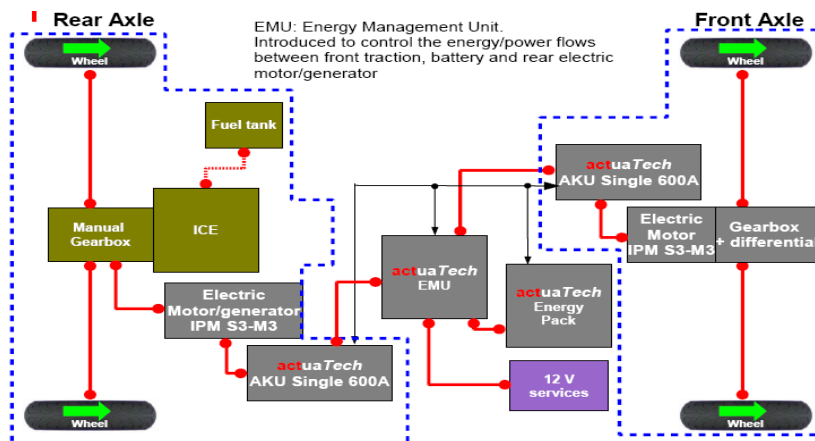 Rear Axle
Front Axle
EMU: Energy Management Unit.
Introduced to control the energy/power flows
between front traction, battery and rear electric
motor/generator
Wheel
Wheel
Fuel tank
actuaTech
AKU Single 600A
Manual
Gearbox
ICE
Electric
Motor
IPM S3-M3
Gearbox
+ differential
actuaTech
EMU
Electric
Motor/generator
IPM S3-M3
actuaTech
Energy
Pack
actuaTech
AKU Single 600A
12 V
services
Wheel
Wheel